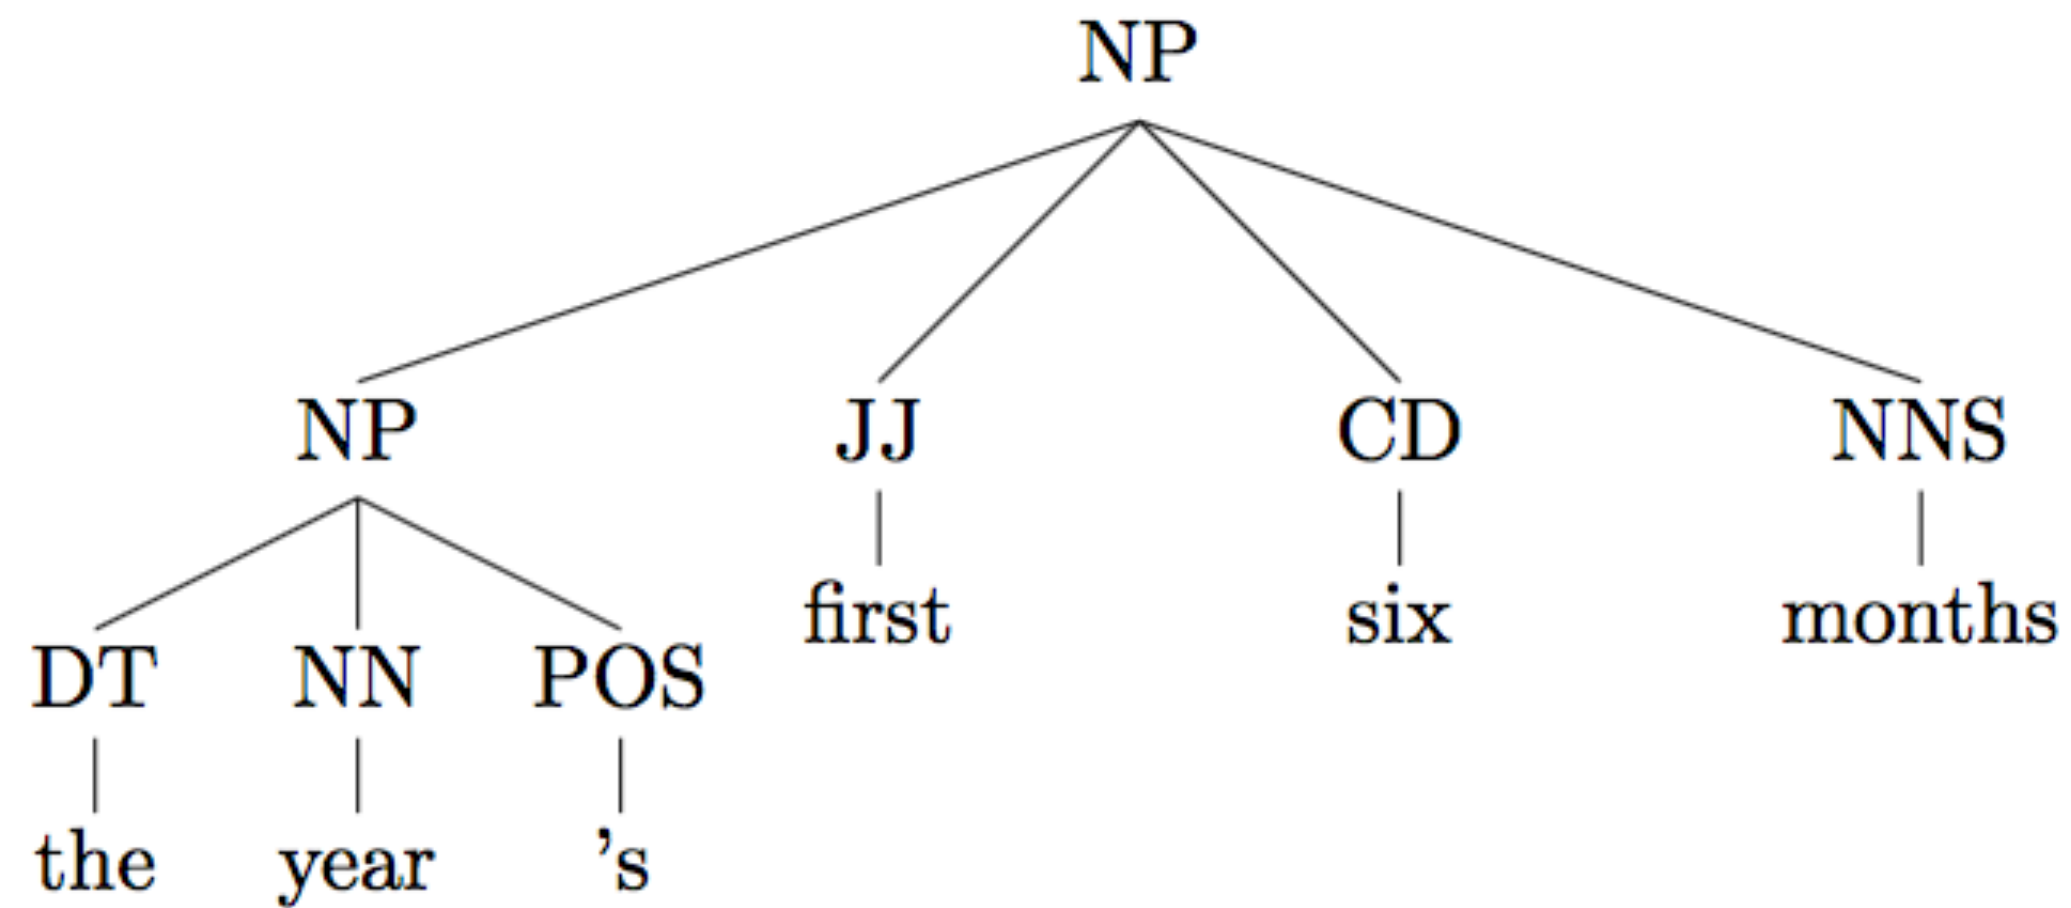 NP
NP JJ CD NNS
first six months
DT NN POS
the year ’s